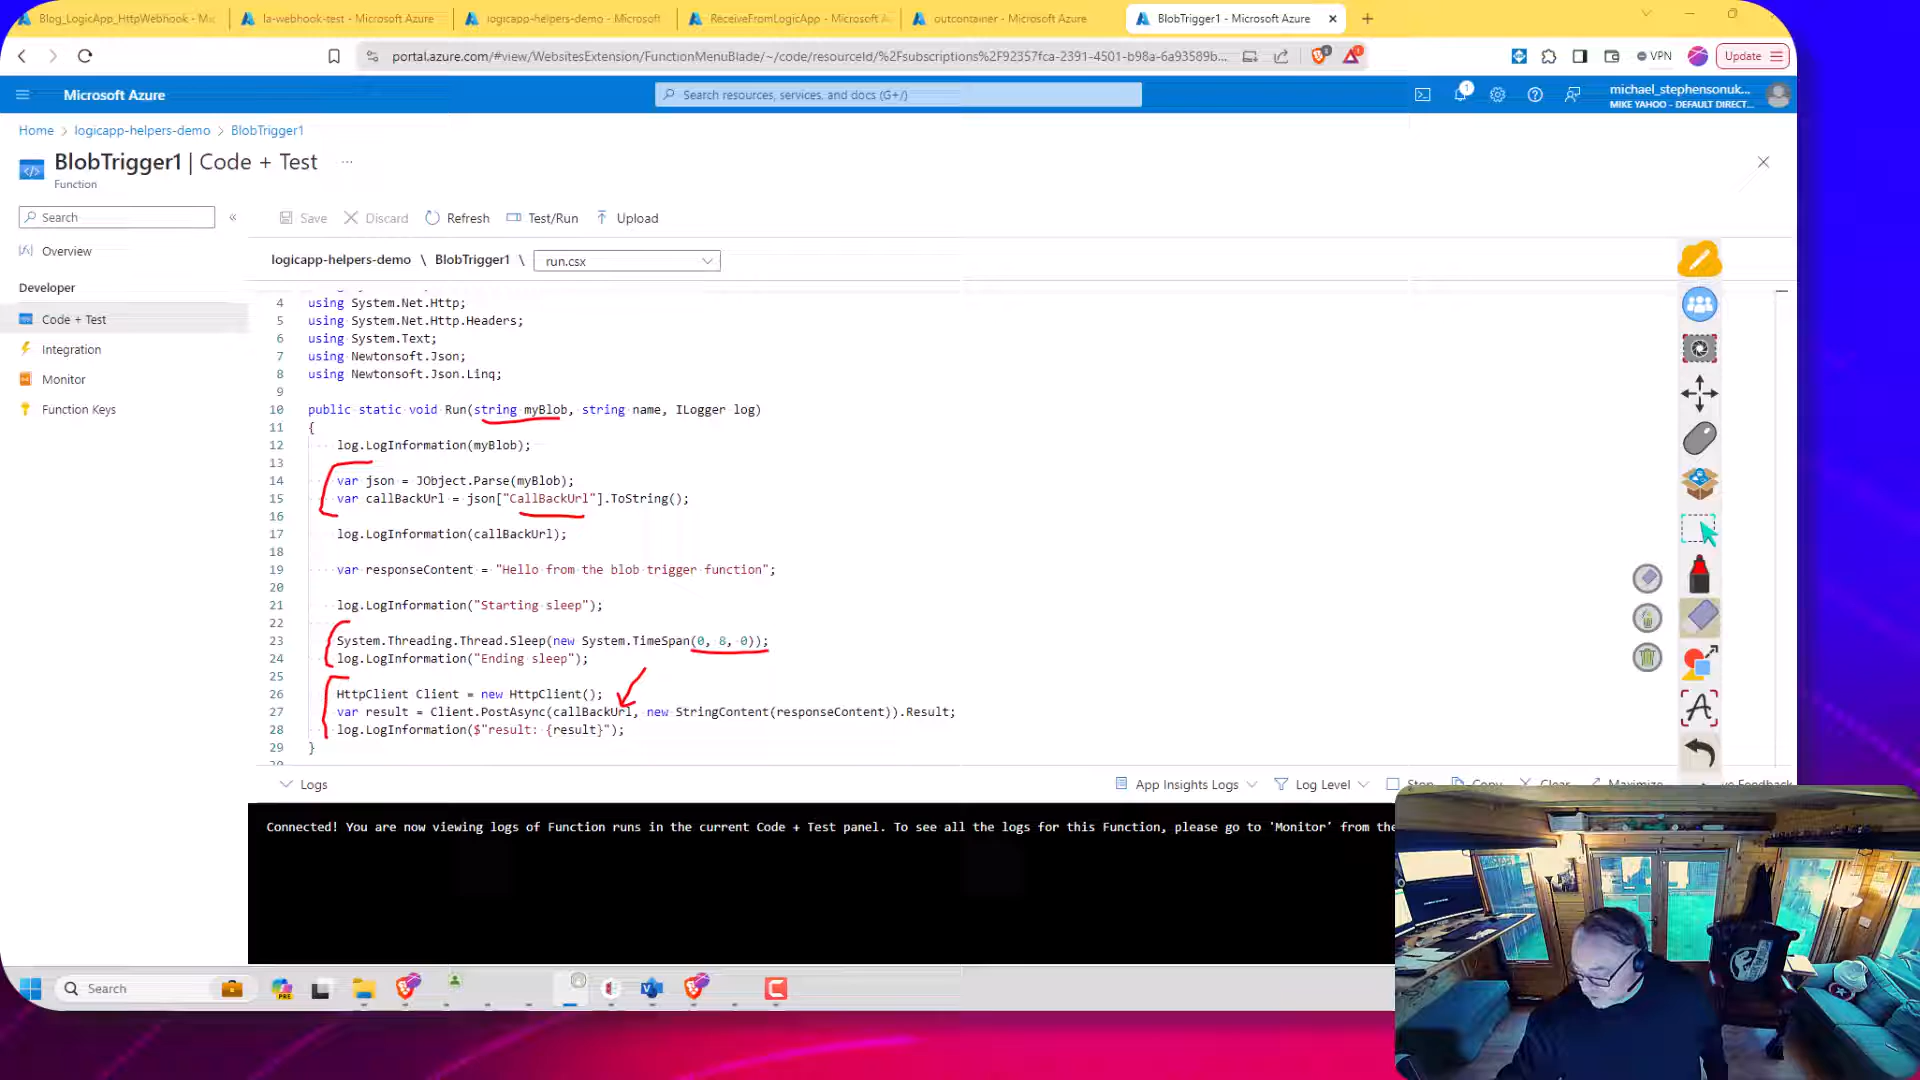 Blog_LogicApp_HttpWebhook - Mic
la-webhook-test - Microsoft Azure
logicapp-helpers-demo - Microsoft
ReceiveFromLogicApp - Microsoft A
outcontainer - Microsoft Azure
BlobTrigger1 - Microsoft Azure
portal.azure.com/#view/WebsitesExtension/FunctionMenuBlade/~/code/resourceId/%2Fsubscriptions%2F92357fca-2391-4501-b98a-6a93589b...
VPN
Update
Microsoft Azure
Search resources, services, and docs (G+/)
1
michael_stephensonuk...
MIKE YAHOO - DEFAULT DIRECT...
Home > logicapp-helpers-demo > BlobTrigger1
BlobTrigger1 | Code + Test ...
Function
Search
Save Discard Refresh Test/Run Upload
Overview
Developer
Code + Test
Integration
Monitor
Function Keys
logicapp-helpers-demo \ BlobTrigger1 \ run.csx
4 using System.Net.Http;
5 using System.Net.Http.Headers;
6 using System.Text;
7 using Newtonsoft.Json;
8 using Newtonsoft.Json.Linq;
9
10 public static void Run(string myBlob, string name, ILogger log)
11 {
12 log.LogInformation(myBlob);
13
14 var json = JObject.Parse(myBlob);
15 var callBackUrl = json["CallBackUrl"].ToString();
16
17 log.LogInformation(callBackUrl);
18
19 var responseContent = "Hello from the blob trigger function";
20
21 log.LogInformation("Starting sleep");
22
23 System.Threading.Thread.Sleep(new System.TimeSpan(0, 8, 0));
24 log.LogInformation("Ending sleep");
25
26 HttpClient Client = new HttpClient();
27 var result = Client.PostAsync(callBackUrl, new StringContent(responseContent)).Result;
28 log.LogInformation($"result: {result}");
29 }
30
Logs
App Insights Logs Log Level Stop Copy Clear Maximize Feedback
Connected! You are now viewing logs of Function runs in the current Code + Test panel. To see all the logs for this Function, please go to 'Monitor' from the
Search
PRE